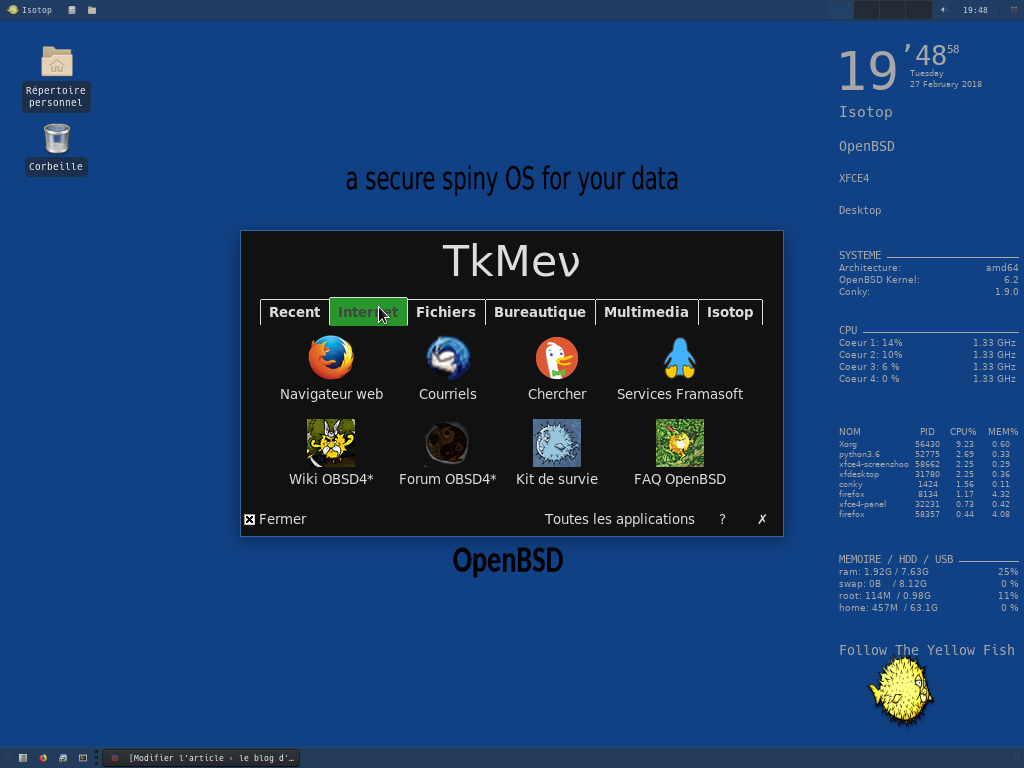 Isotop
19:48
Répertoire
personnel
Corbeille
19 ’48 58
Tuesday
27 February 2018
Isotop
OpenBSD
XFCE4
Desktop
a secure spiny OS for your data
TkMeν
Recent Internet Fichiers Bureautique Multimedia Isotop
Navigateur web Courriels Chercher Services Framasoft
Wiki OBSD4* Forum OBSD4* Kit de survie FAQ OpenBSD
Fermer Toutes les applications ? ✗
OpenBSD
SYSTEME
Architecture: amd64
OpenBSD Kernel: 6.2
Conky: 1.9.0
CPU
Coeur 1: 14% 1.33 GHz
Coeur 2: 10% 1.33 GHz
Coeur 3: 6 % 1.33 GHz
Coeur 4: 0 % 1.33 GHz
NOM PID CPU% MEM%
Xorg 56430 9.23 0.60
python3.6 52775 2.69 0.33
xfce4-screenshoo 58662 2.25 0.29
xfdesktop 31780 2.25 0.36
conky 1424 1.56 0.11
firefox 8134 1.17 4.32
xfce4-panel 32231 0.73 0.42
firefox 58357 0.44 4.08
MEMOIRE / HDD / USB
ram: 1.92G / 7.63G 25%
swap: 0B / 8.12G 0 %
root: 114M / 0.98G 11%
home: 457M / 63.1G 0 %
Follow The Yellow Fish
[Modifier l'article ‹ le blog d'…